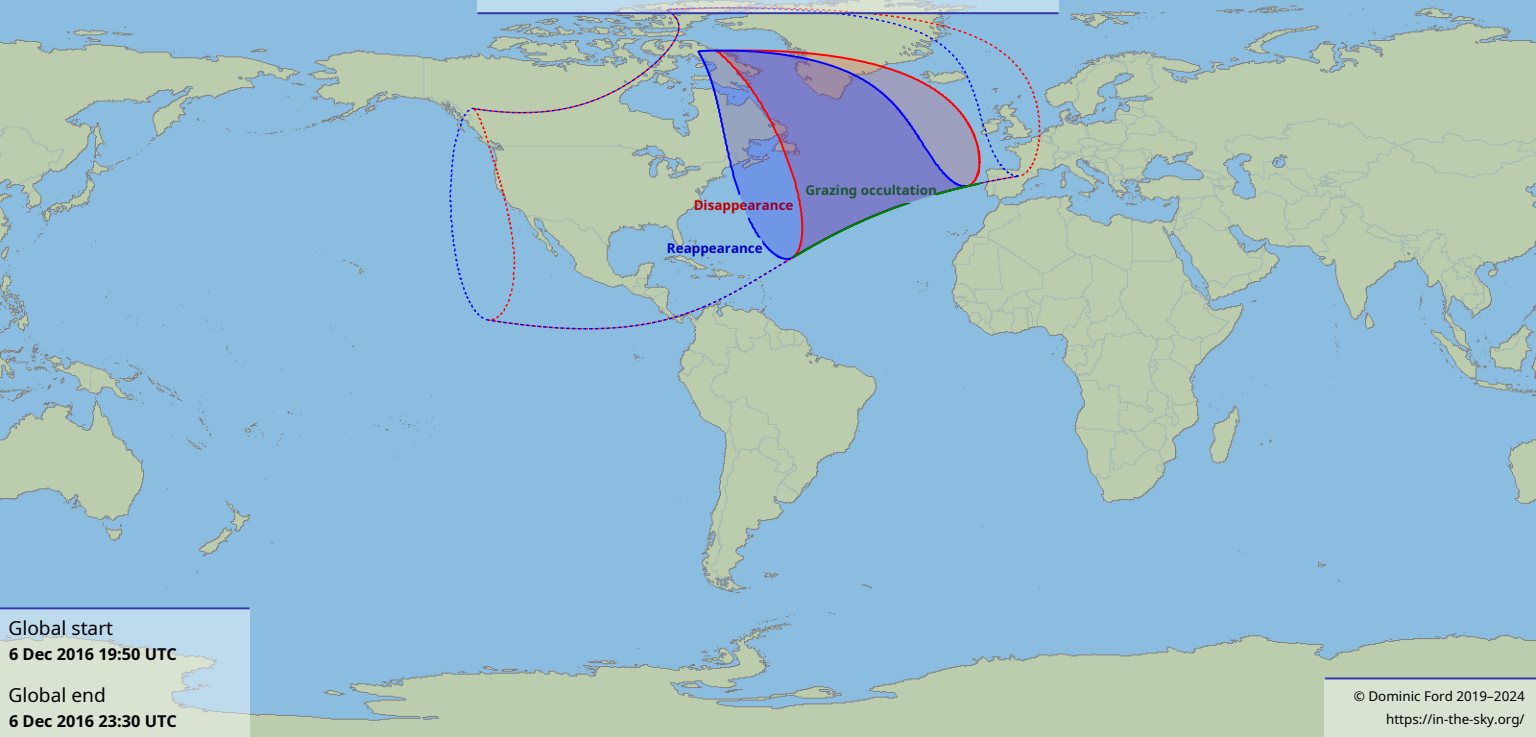 Grazing occultation
Disappearance
Reappearance
Global start
6 Dec 2016 19:50 UTC
Global end
6 Dec 2016 23:30 UTC
© Dominic Ford 2019–2024
https://in-the-sky.org/